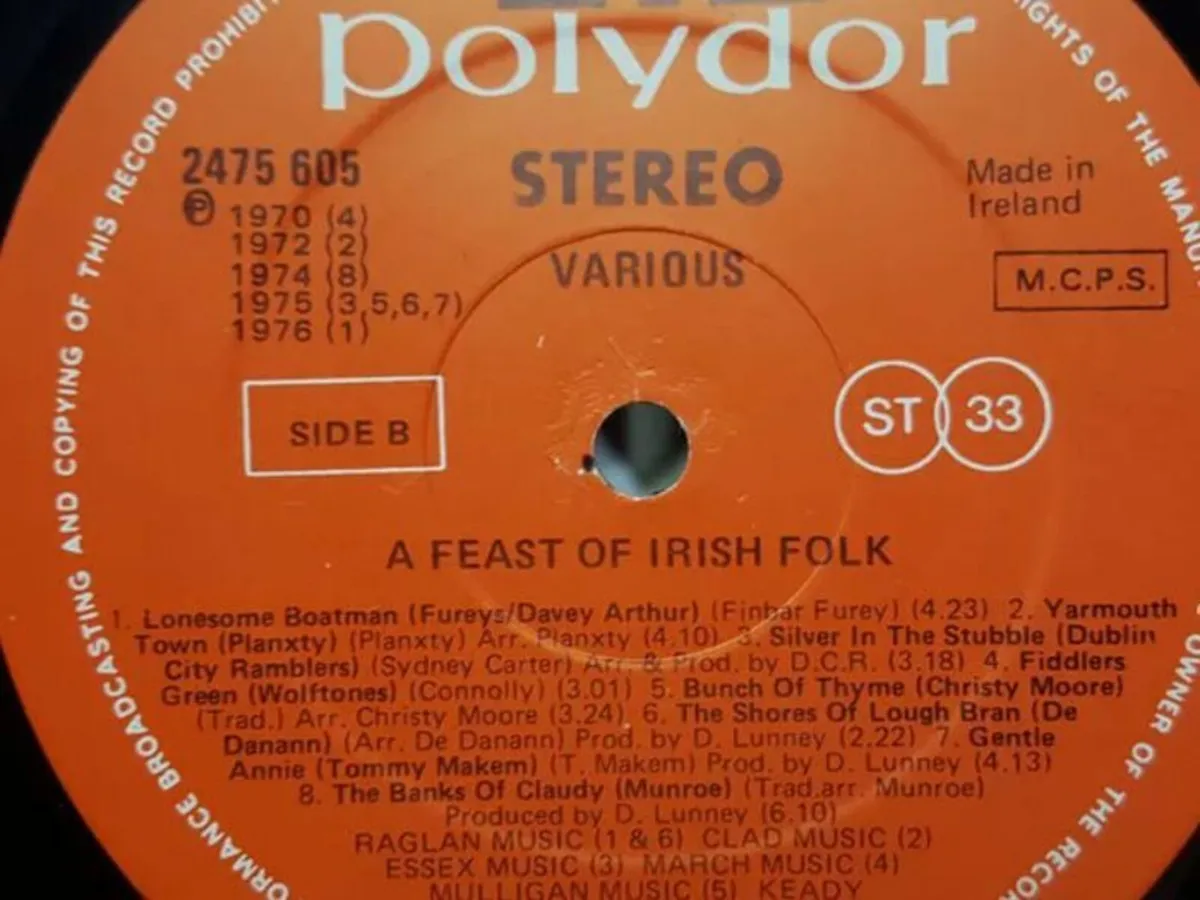 polydor
2475 605
STEREO
Made in
Ireland
℗ 1970 (4)
1972 (2)
1974 (8)
1975 (3,5,6,7)
1976 (1)
VARIOUS
M.C.P.S.
SIDE B
ST 33
A FEAST OF IRISH FOLK
1. Lonesome Boatman (Fureys/Davey Arthur) (Finbar Furey) (4.23) 2. Yarmouth
Town (Planxty) (Planxty) Arr. Planxty (4.10) 3. Silver In The Stubble (Dublin
City Ramblers) (Sydney Carter) Arr. & Prod. by D.C.R. (3.18) 4. Fiddlers
Green (Wolftones) (Connolly) (3.01) 5. Bunch Of Thyme (Christy Moore)
(Trad.) Arr. Christy Moore (3.24) 6. The Shores Of Lough Bran (De
Danann) (Arr. De Danann) Prod. by D. Lunney (2.22) 7. Gentle
Annie (Tommy Makem) (T. Makem) Prod. by D. Lunney (4.13)
8. The Banks Of Claudy (Munroe) (Trad.arr. Munroe)
Produced by D. Lunney (6.10)
RAGLAN MUSIC (1 & 6) CLAD MUSIC (2)
ESSEX MUSIC (3) MARCH MUSIC (4)
MULLIGAN MUSIC (5) KEADY
BROADCASTING AND COPYING OF THIS RECORD
OF THE
OWNER OF THE